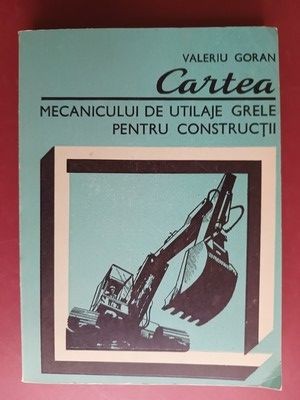 VALERIU GORAN
Cartea
MECANICULUI DE UTILAJE GRELE
PENTRU CONSTRUCȚII